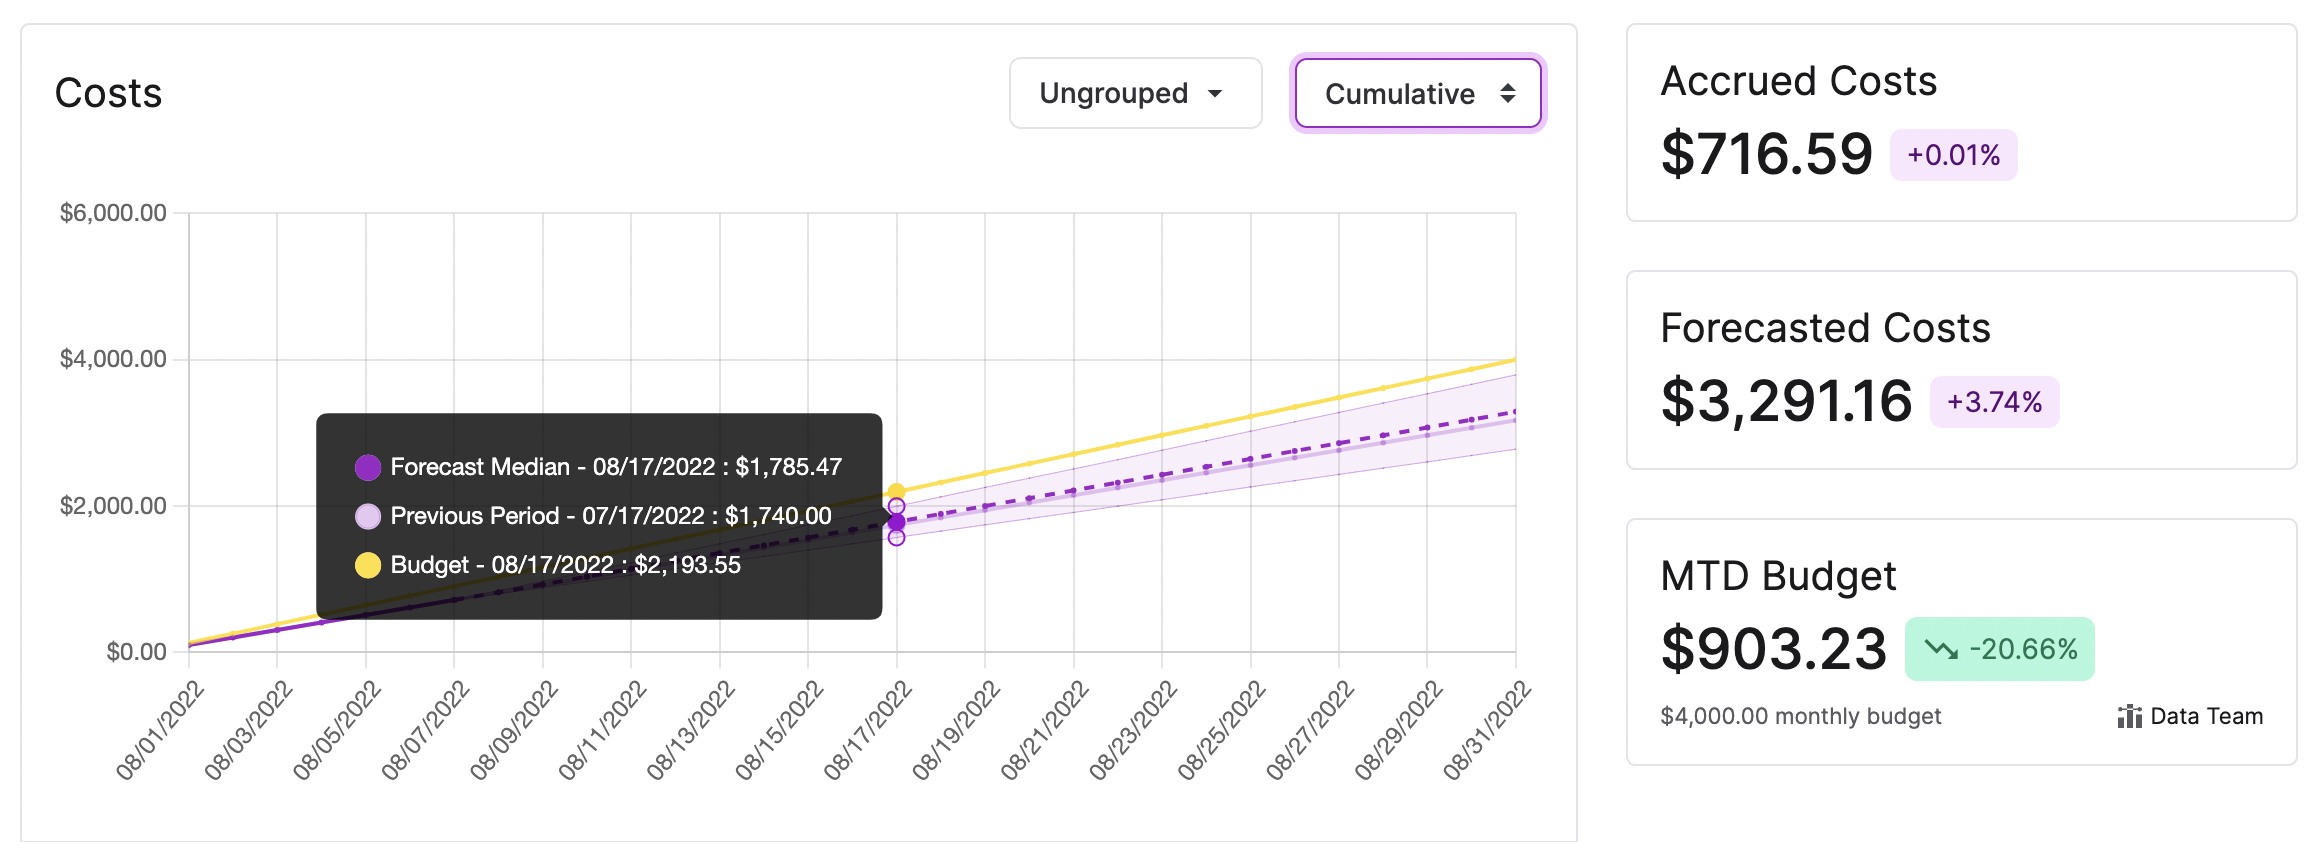 Costs
Ungrouped
Cumulative
$6,000.00
$4,000.00
$2,000.00
$0.00
Forecast Median - 08/17/2022 : $1,785.47
Previous Period - 07/17/2022 : $1,740.00
Budget - 08/17/2022 : $2,193.55
08/01/2022
08/03/2022
08/05/2022
08/07/2022
08/09/2022
08/11/2022
08/13/2022
08/15/2022
08/17/2022
08/19/2022
08/21/2022
08/23/2022
08/25/2022
08/27/2022
08/29/2022
08/31/2022
Accrued Costs
$716.59 +0.01%
Forecasted Costs
$3,291.16 +3.74%
MTD Budget
$903.23 -20.66%
$4,000.00 monthly budget Data Team